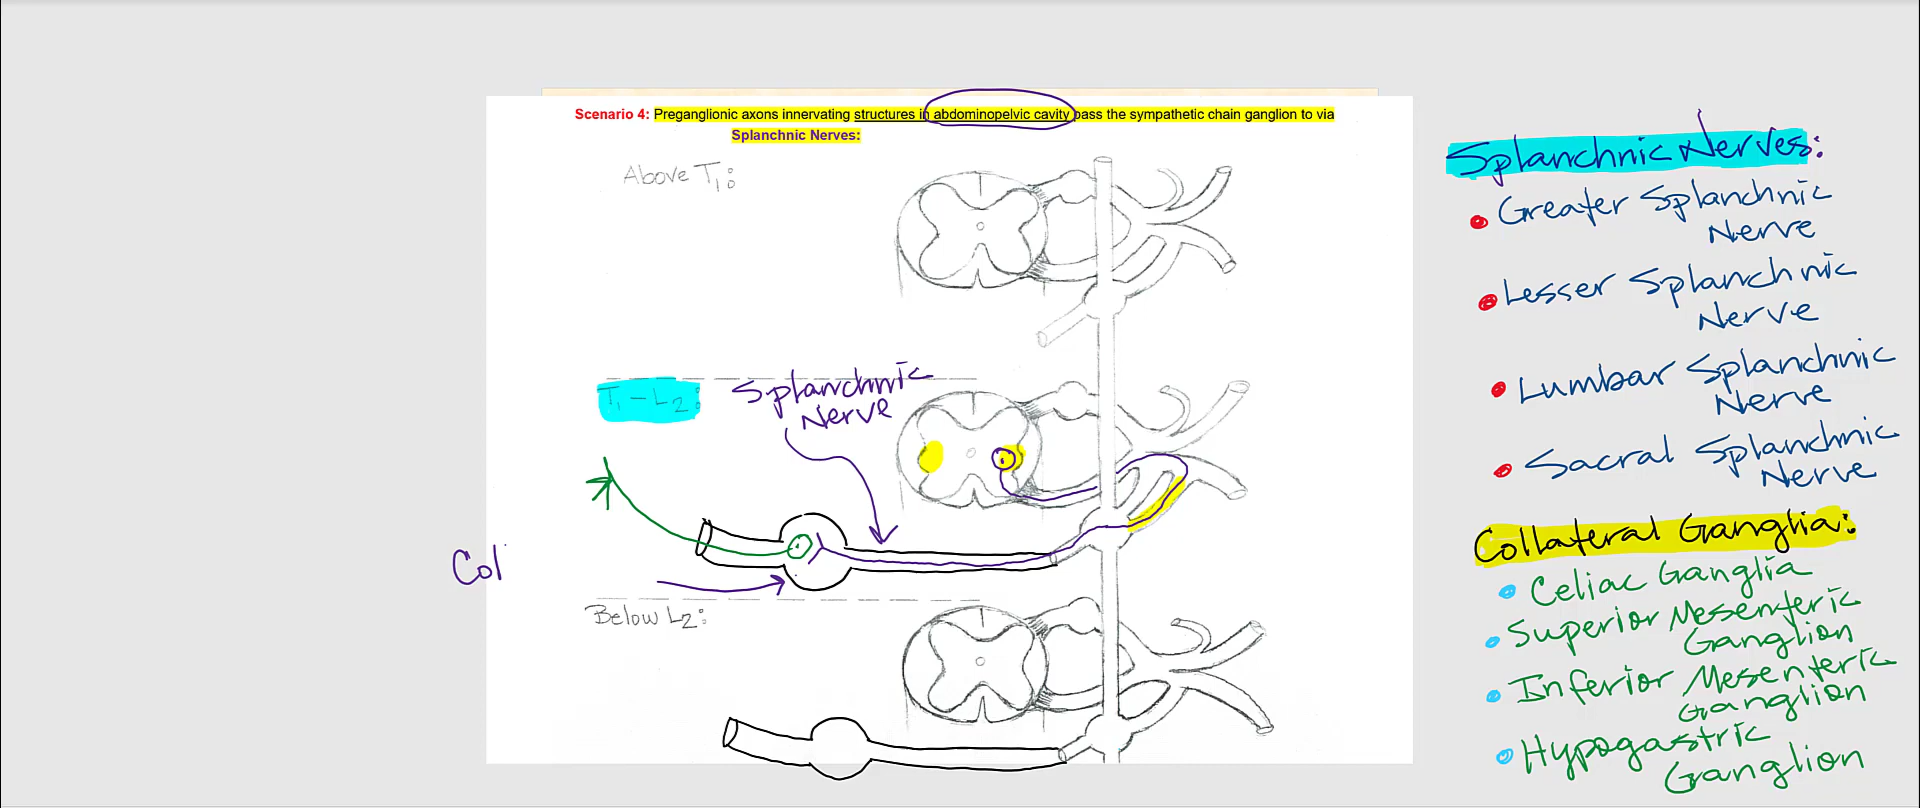 Scenario 4: Preganglionic axons innervating structures in abdominopelvic cavity pass the sympathetic chain ganglion to via
Splanchnic Nerves:
Above T1:
T1 - L2:
Splanchnic
Nerve
Col
Below L2:
Splanchnic Nerves:
Greater Splanchnic
Nerve
Lesser Splanchnic
Nerve
Lumbar Splanchnic
Nerve
Sacral Splanchnic
Nerve
Collateral Ganglia:
Celiac Ganglia
Superior Mesenteric
Ganglion
Inferior Mesenteric
Ganglion
Hypogastric
Ganglion